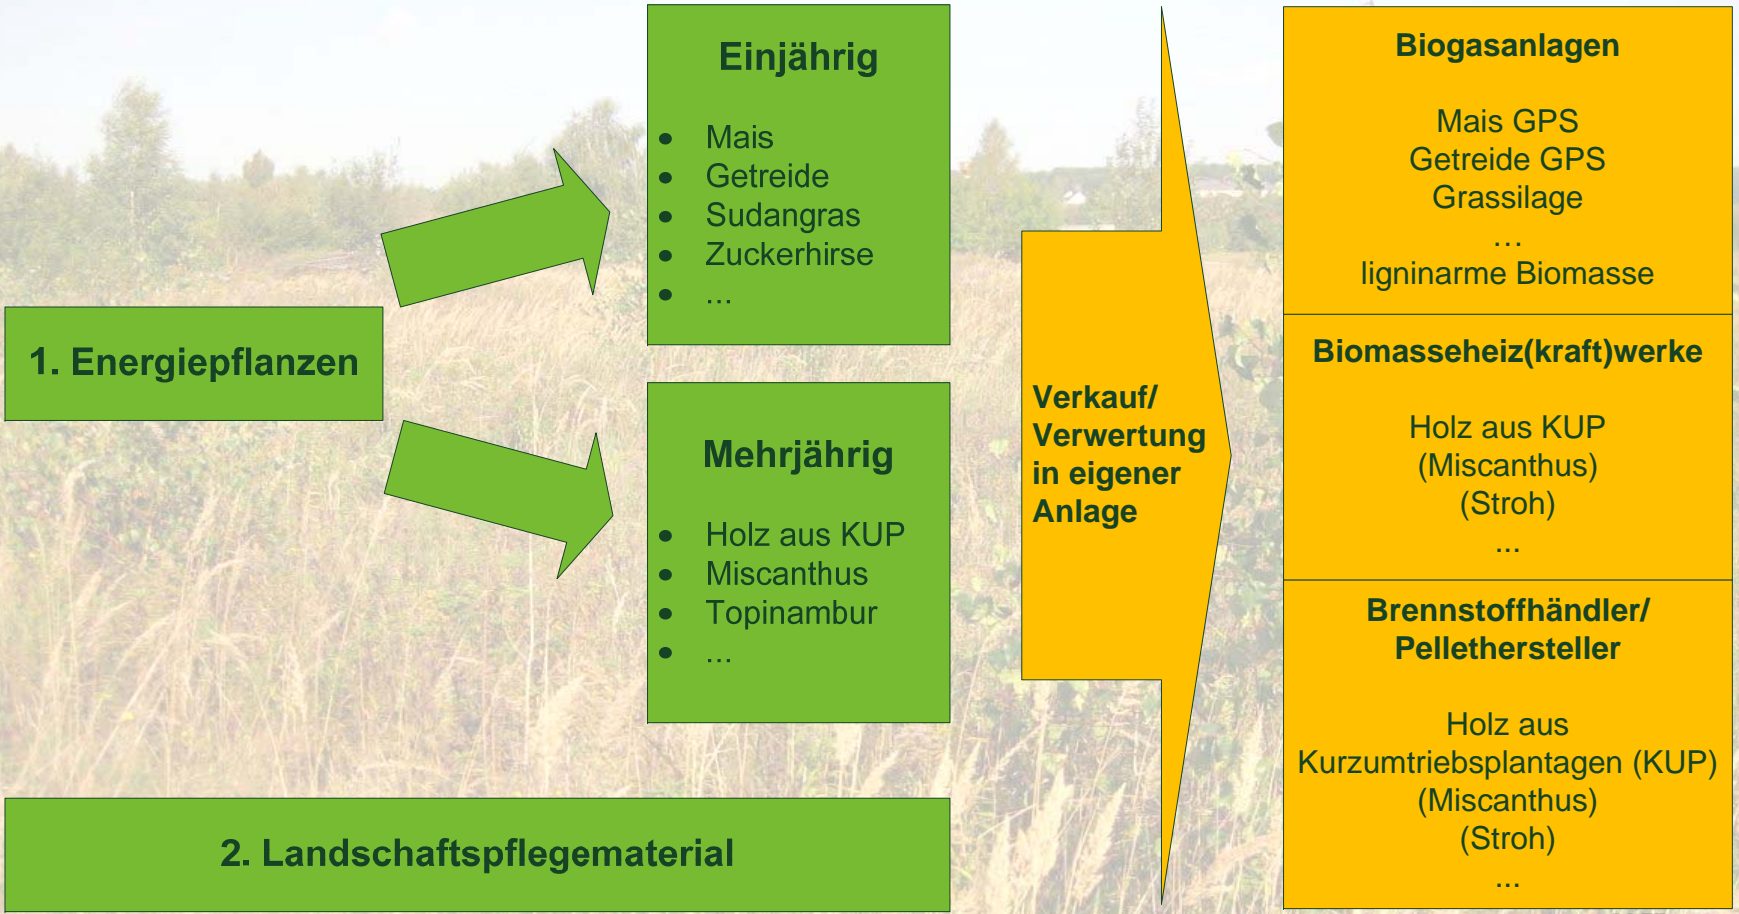 1. Energiepflanzen
Einjährig
• Mais
• Getreide
• Sudangras
• Zuckerhirse
• ...
Mehrjährig
• Holz aus KUP
• Miscanthus
• Topinambur
• ...
2. Landschaftspflegematerial
Verkauf/
Verwertung
in eigener
Anlage
Biogasanlagen
Mais GPS
Getreide GPS
Grassilage
...
ligninarme Biomasse
Biomasseheiz(kraft)werke
Holz aus KUP
(Miscanthus)
(Stroh)
...
Brennstoffhändler/
Pellethersteller
Holz aus
Kurzumtriebsplantagen (KUP)
(Miscanthus)
(Stroh)
...